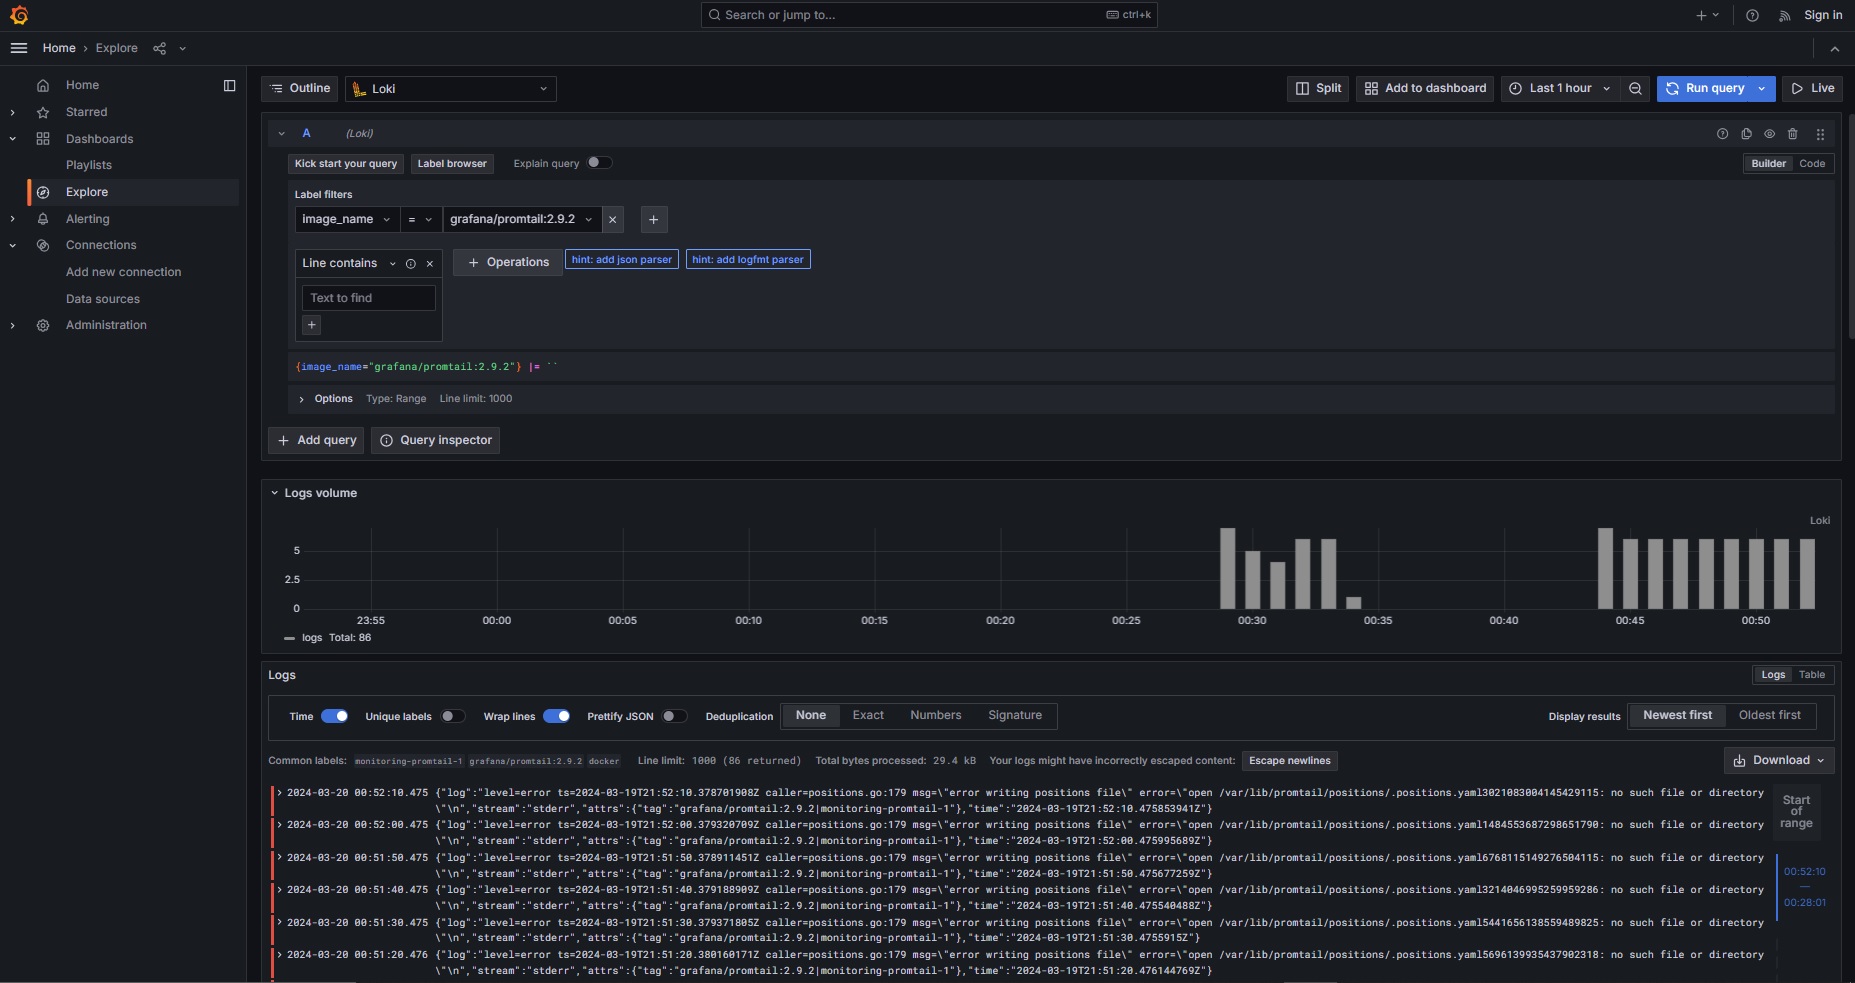 Search or jump to...
ctrl+k
Sign in
Home › Explore
Home
Starred
Dashboards
Playlists
Explore
Alerting
Connections
Add new connection
Data sources
Administration
Outline
Loki
Split
Add to dashboard
Last 1 hour
Run query
Live
A (Loki)
Kick start your query
Label browser
Explain query
Builder
Code
Label filters
image_name
=
grafana/promtail:2.9.2
+
Line contains
+ Operations
hint: add json parser
hint: add logfmt parser
Text to find
+
{image_name="grafana/promtail:2.9.2"} |= ``
Options Type: Range Line limit: 1000
+ Add query
Query inspector
Logs volume
Loki
5
2.5
0
23:55 00:00 00:05 00:10 00:15 00:20 00:25 00:30 00:35 00:40 00:45 00:50
logs Total: 86
Logs
Logs
Table
Time
Unique labels
Wrap lines
Prettify JSON
Deduplication
None
Exact
Numbers
Signature
Display results
Newest first
Oldest first
Common labels: monitoring-promtail-1 grafana/promtail:2.9.2 docker Line limit: 1000 (86 returned) Total bytes processed: 29.4 kB Your logs might have incorrectly escaped content: Escape newlines
Download
2024-03-20 00:52:10.475 {"log":"level=error ts=2024-03-19T21:52:10.378701908Z caller=positions.go:179 msg=\"error writing positions file\" error=\"open /var/lib/promtail/positions/.positions.yaml3021083004145429115: no such file or directory
\"\n","stream":"stderr","attrs":{"tag":"grafana/promtail:2.9.2|monitoring-promtail-1"},"time":"2024-03-19T21:52:10.475853941Z"}
2024-03-20 00:52:00.475 {"log":"level=error ts=2024-03-19T21:52:00.379320709Z caller=positions.go:179 msg=\"error writing positions file\" error=\"open /var/lib/promtail/positions/.positions.yaml1484553687298651790: no such file or directory
\"\n","stream":"stderr","attrs":{"tag":"grafana/promtail:2.9.2|monitoring-promtail-1"},"time":"2024-03-19T21:52:00.475995689Z"}
2024-03-20 00:51:50.475 {"log":"level=error ts=2024-03-19T21:51:50.378911451Z caller=positions.go:179 msg=\"error writing positions file\" error=\"open /var/lib/promtail/positions/.positions.yaml6768115149276504115: no such file or directory
\"\n","stream":"stderr","attrs":{"tag":"grafana/promtail:2.9.2|monitoring-promtail-1"},"time":"2024-03-19T21:51:50.475677259Z"}
2024-03-20 00:51:40.475 {"log":"level=error ts=2024-03-19T21:51:40.379188909Z caller=positions.go:179 msg=\"error writing positions file\" error=\"open /var/lib/promtail/positions/.positions.yaml3214046995259959286: no such file or directory
\"\n","stream":"stderr","attrs":{"tag":"grafana/promtail:2.9.2|monitoring-promtail-1"},"time":"2024-03-19T21:51:40.475540488Z"}
2024-03-20 00:51:30.475 {"log":"level=error ts=2024-03-19T21:51:30.379371805Z caller=positions.go:179 msg=\"error writing positions file\" error=\"open /var/lib/promtail/positions/.positions.yaml5441656138559489825: no such file or directory
\"\n","stream":"stderr","attrs":{"tag":"grafana/promtail:2.9.2|monitoring-promtail-1"},"time":"2024-03-19T21:51:30.4755915Z"}
2024-03-20 00:51:20.476 {"log":"level=error ts=2024-03-19T21:51:20.380160171Z caller=positions.go:179 msg=\"error writing positions file\" error=\"open /var/lib/promtail/positions/.positions.yaml5696139935437902318: no such file or directory
\"\n","stream":"stderr","attrs":{"tag":"grafana/promtail:2.9.2|monitoring-promtail-1"},"time":"2024-03-19T21:51:20.476144769Z"}
Start
of
range
00:52:10
—
00:28:01